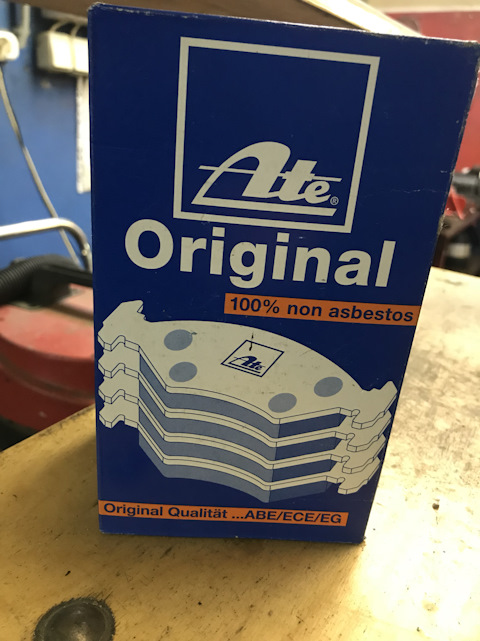 Ate®
Original
100% non asbestos
Ate
Original Qualität ...ABE/ECE/EG